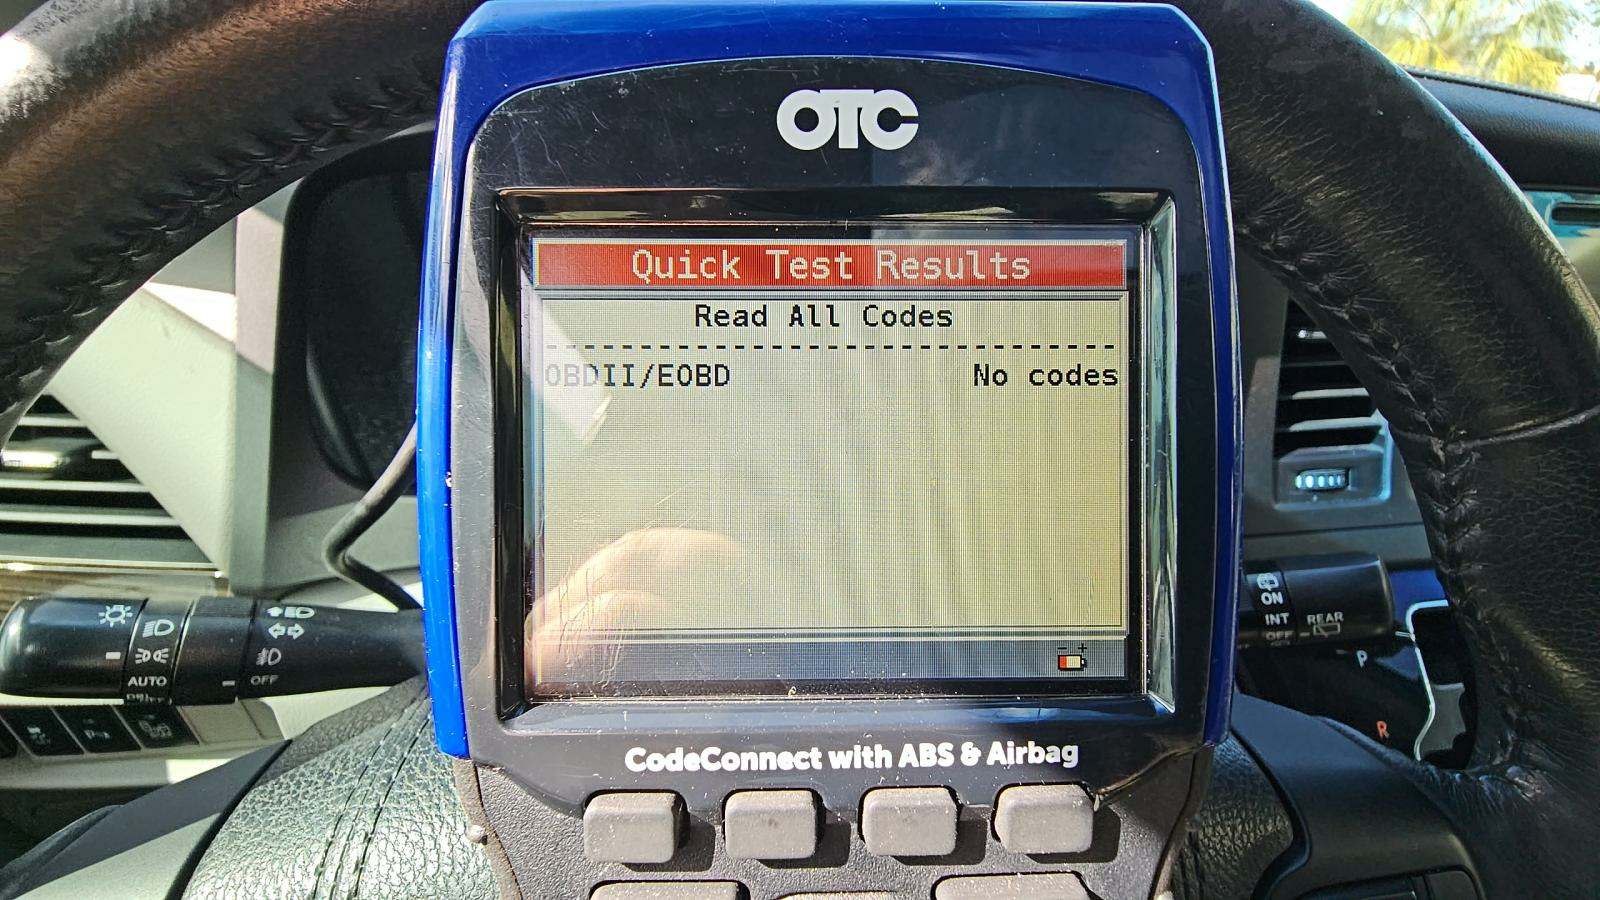 OTC
Quick Test Results
Read All Codes
--------------------------------
OBDII/EOBD No codes
- +
CodeConnect with ABS & Airbag
AUTO
OFF
ON
INT
OFF
REAR
P
R